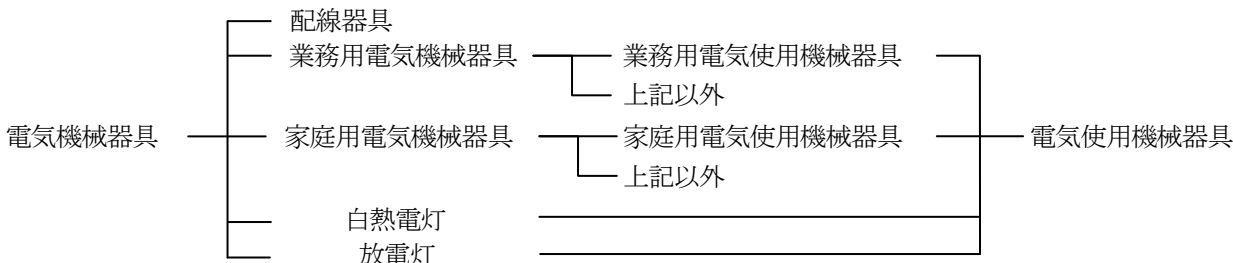 配線器具
業務用電気機械器具 業務用電気使用機械器具
上記以外
電気機械器具 家庭用電気機械器具 家庭用電気使用機械器具 電気使用機械器具
上記以外
白熱電灯
放電灯